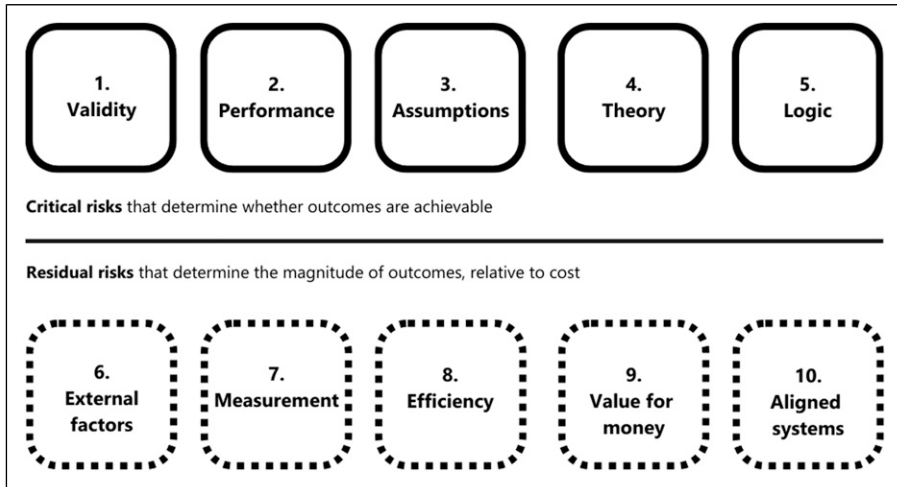 1.
Validity
2.
Performance
3.
Assumptions
4.
Theory
5.
Logic
Critical risks that determine whether outcomes are achievable
Residual risks that determine the magnitude of outcomes, relative to cost
6.
External
factors
7.
Measurement
8.
Efficiency
9.
Value for
money
10.
Aligned
systems